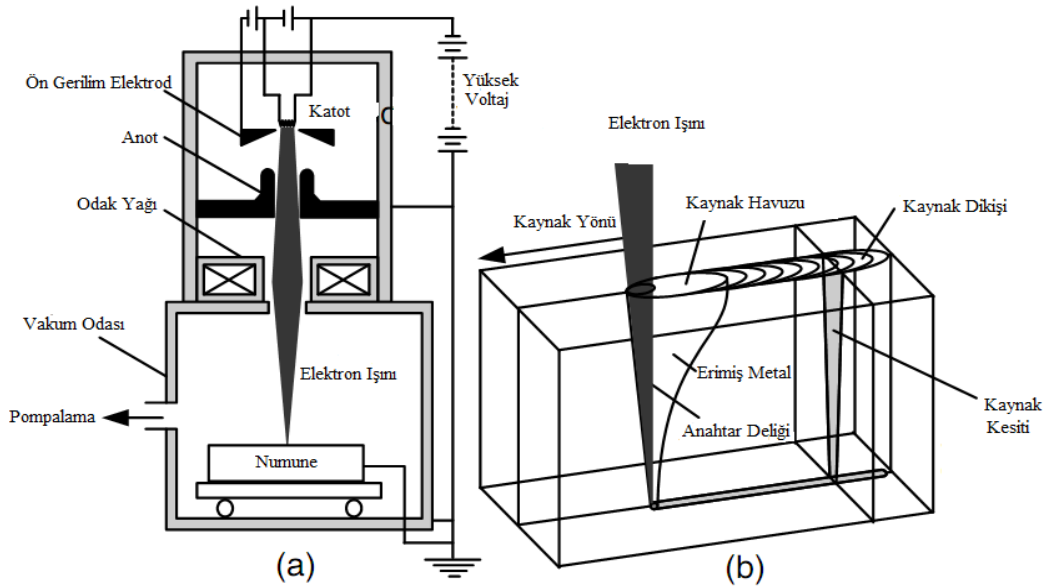 Ön Gerilim Elektrod
Katot
C
Yüksek
Voltaj
Anot
Odak Yağı
Vakum Odası
Elektron Işını
Pompalama
Numune
(a)
Elektron Işını
Kaynak Yönü
Kaynak Havuzu
Kaynak Dikişi
Erimiş Metal
Anahtar Deliği
Kaynak
Kesiti
(b)